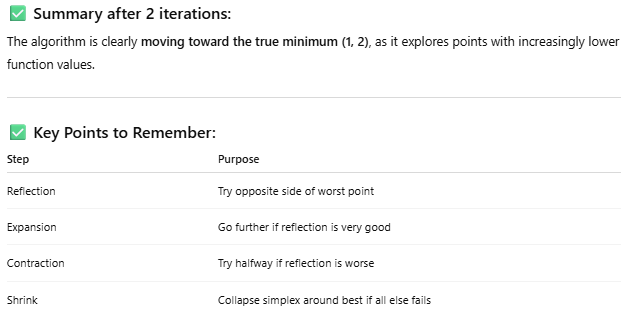 ✅ Summary after 2 iterations:
The algorithm is clearly moving toward the true minimum (1, 2), as it explores points with increasingly lower
function values.
✅ Key Points to Remember:
Step Purpose
Reflection Try opposite side of worst point
Expansion Go further if reflection is very good
Contraction Try halfway if reflection is worse
Shrink Collapse simplex around best if all else fails